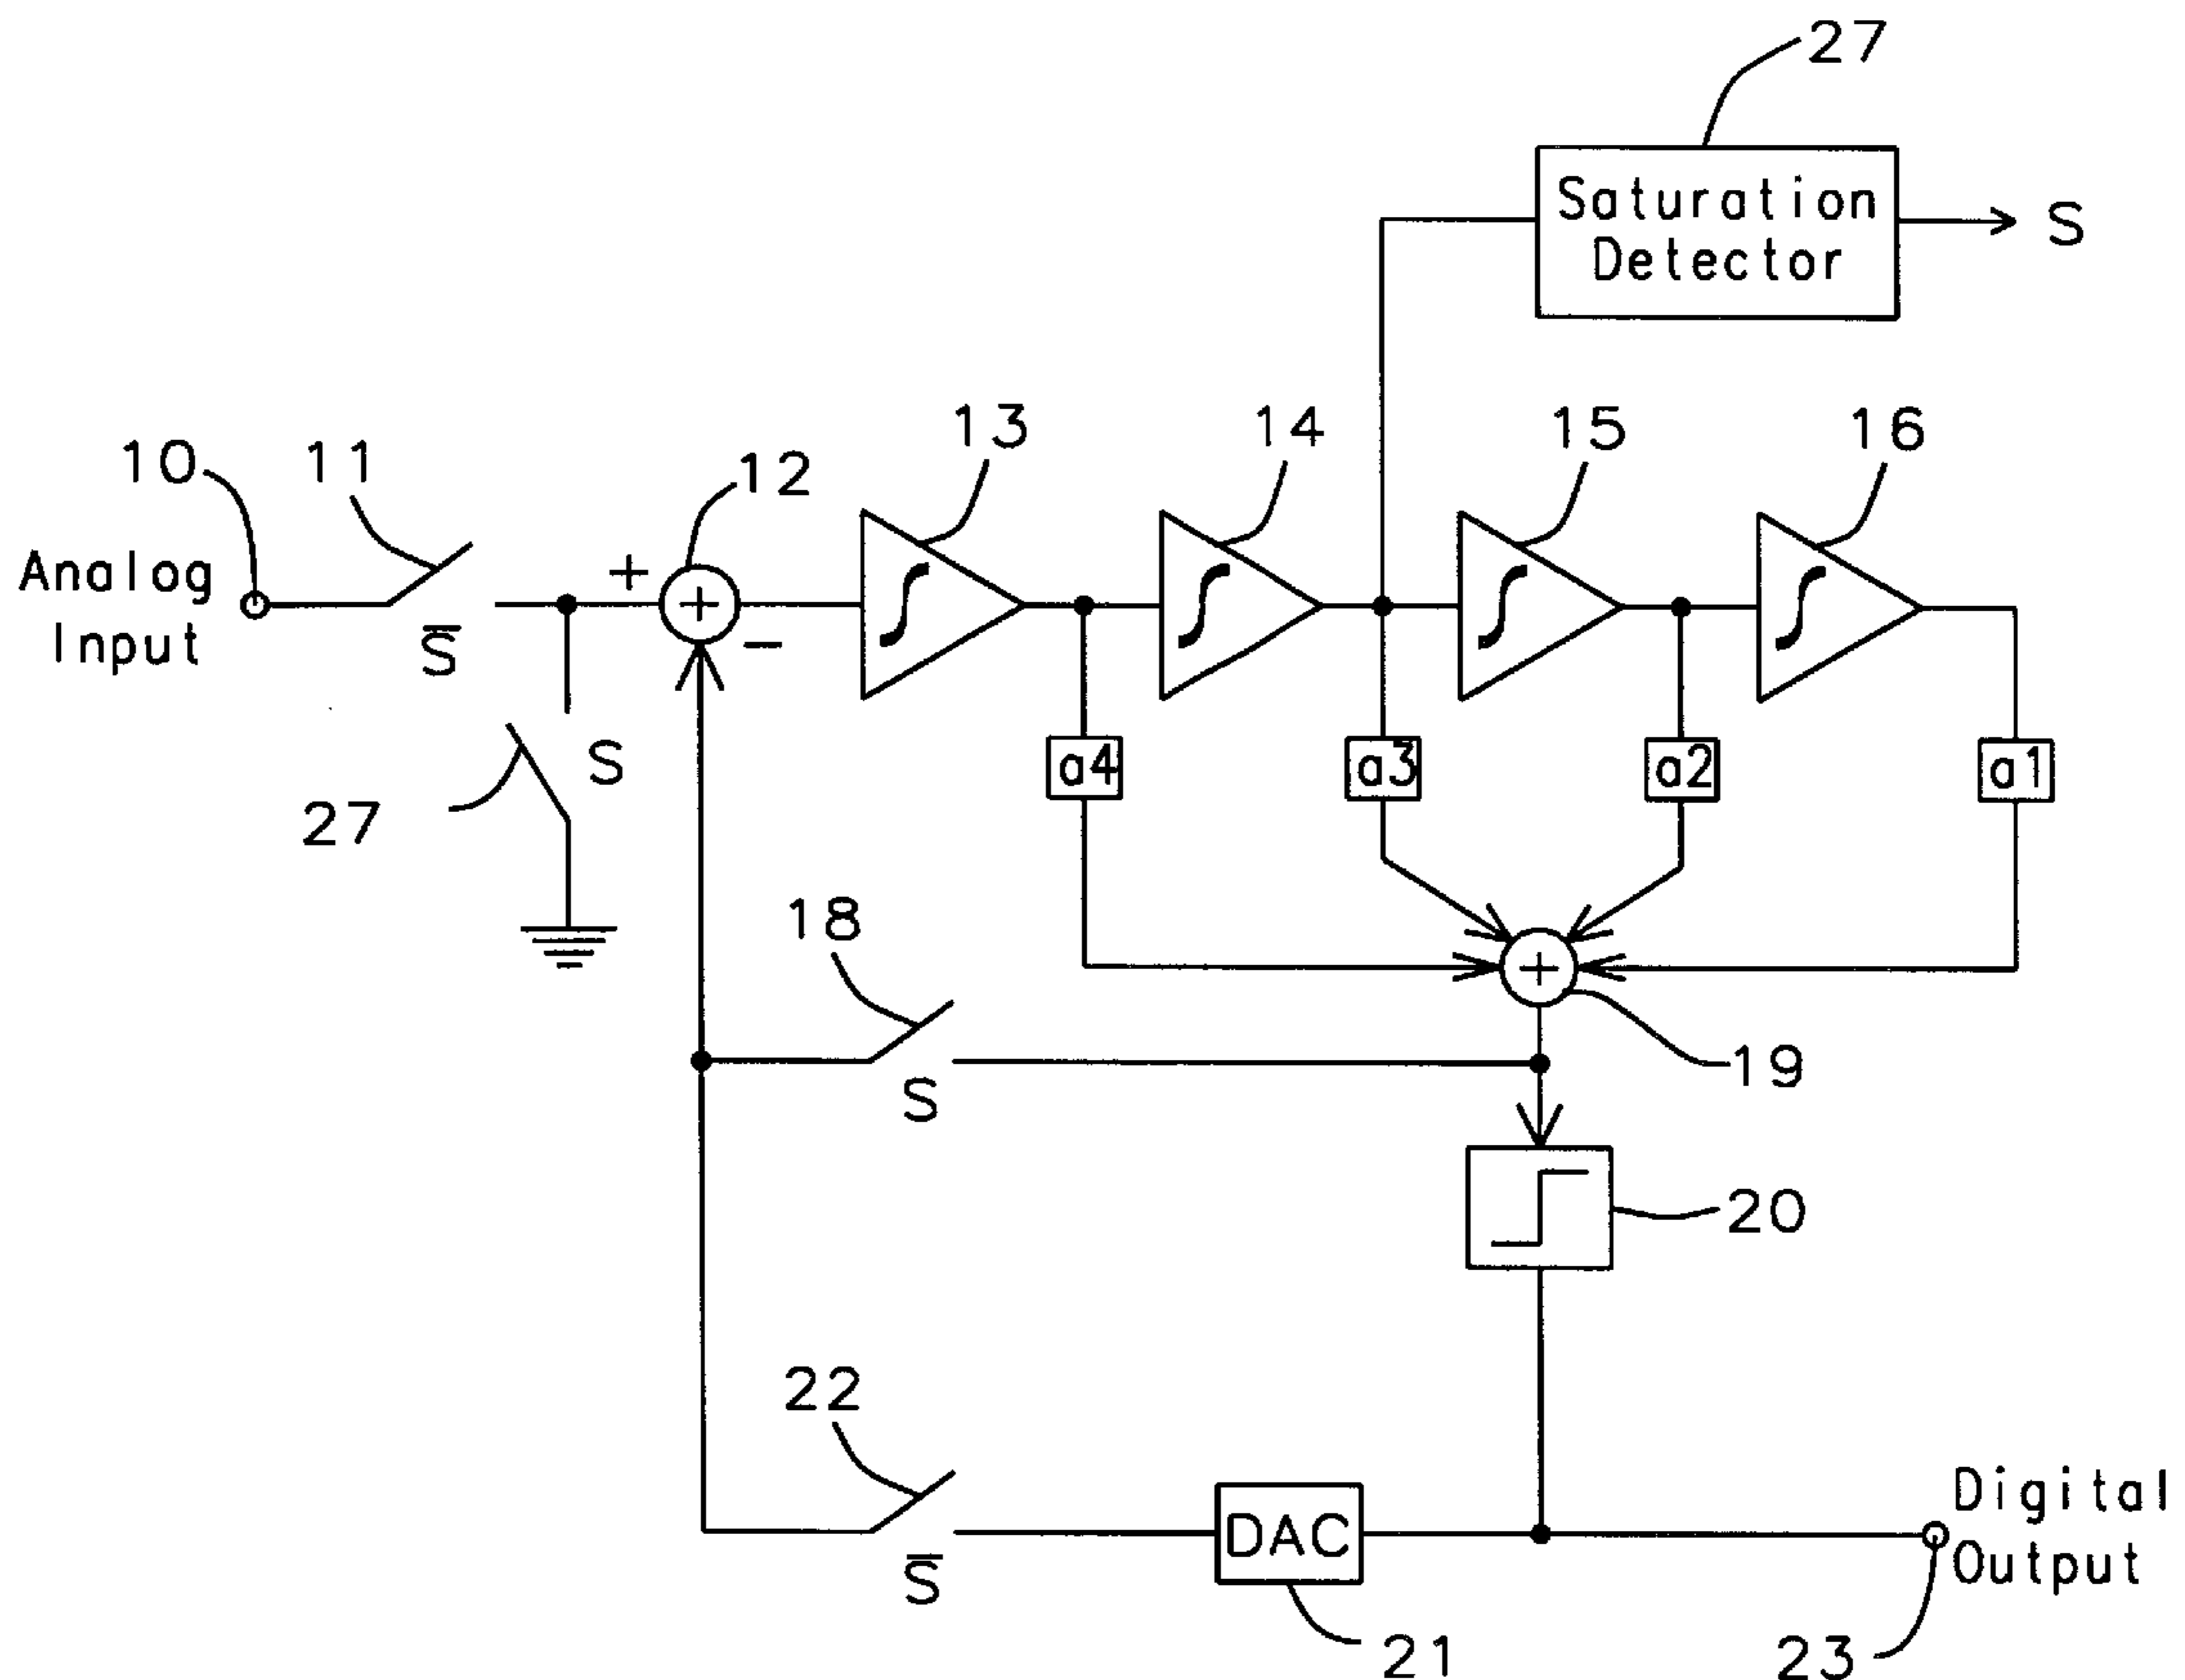 27
Saturation
Detector
S
10
11
12
13
14
15
16
Analog
Input
+
+
−
S̅
27
S
a4
a3
a2
a1
18
S
+
19
20
22
S̅
DAC
21
Digital
Output
23